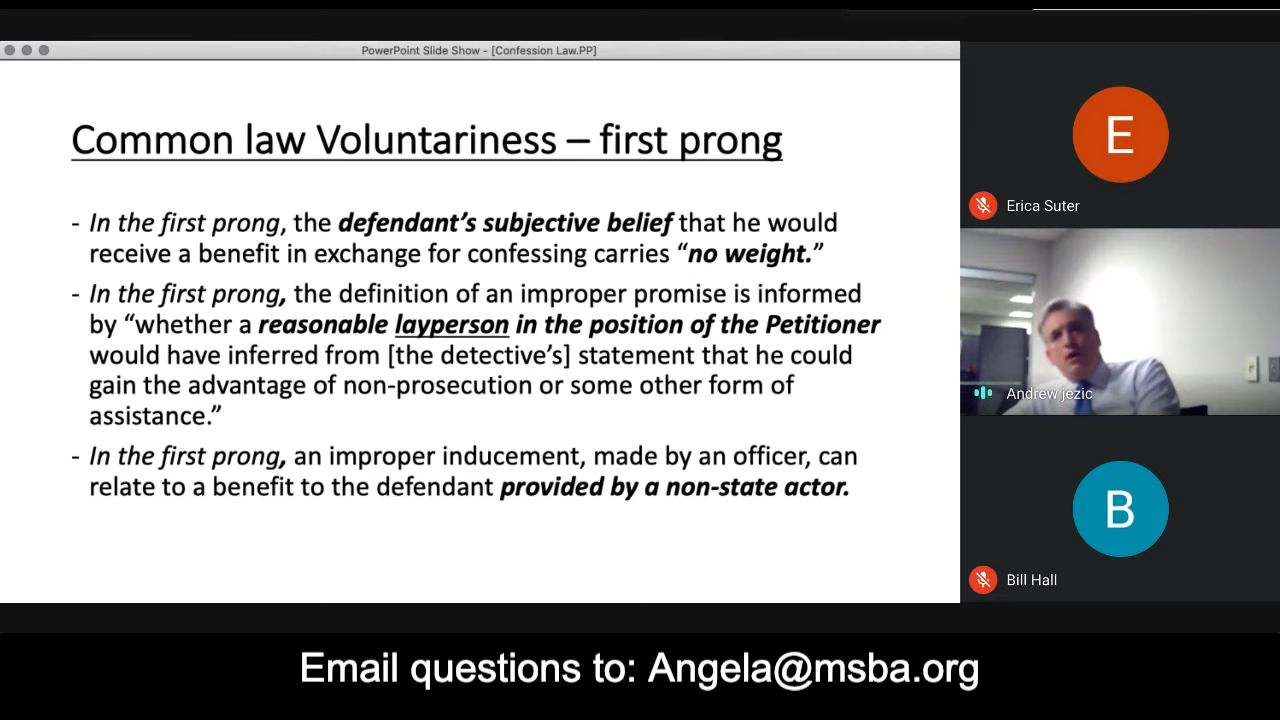 PowerPoint Slide Show - [Confession Law.PP]
Common law Voluntariness – first prong
- In the first prong, the defendant's subjective belief that he would
receive a benefit in exchange for confessing carries “no weight.”
- In the first prong, the definition of an improper promise is informed
by “whether a reasonable layperson in the position of the Petitioner
would have inferred from [the detective's] statement that he could
gain the advantage of non-prosecution or some other form of
assistance.”
- In the first prong, an improper inducement, made by an officer, can
relate to a benefit to the defendant provided by a non-state actor.
E
Erica Suter
Andrew jezic
B
Bill Hall
Email questions to: Angela@msba.org